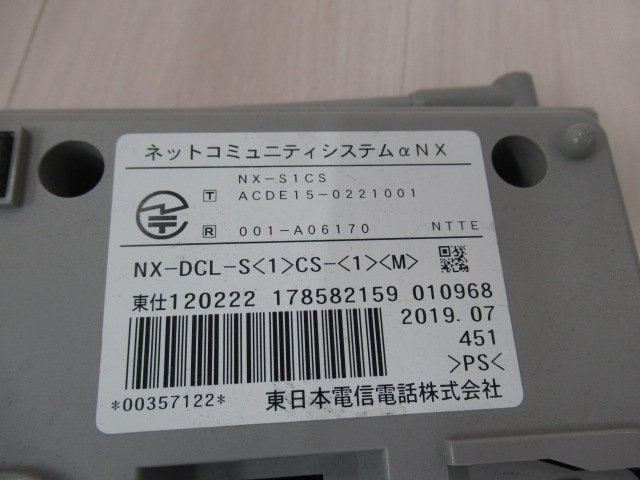 ネットコミュニティシステムαNX
NX-S1CS
T ACDE15-0221001
R 001-A06170 NTTE
NX-DCL-S<1>CS-<1><M>
東仕120222 178582159 010968
2019.07
451
>PS<
*00357122* 東日本電信電話株式会社